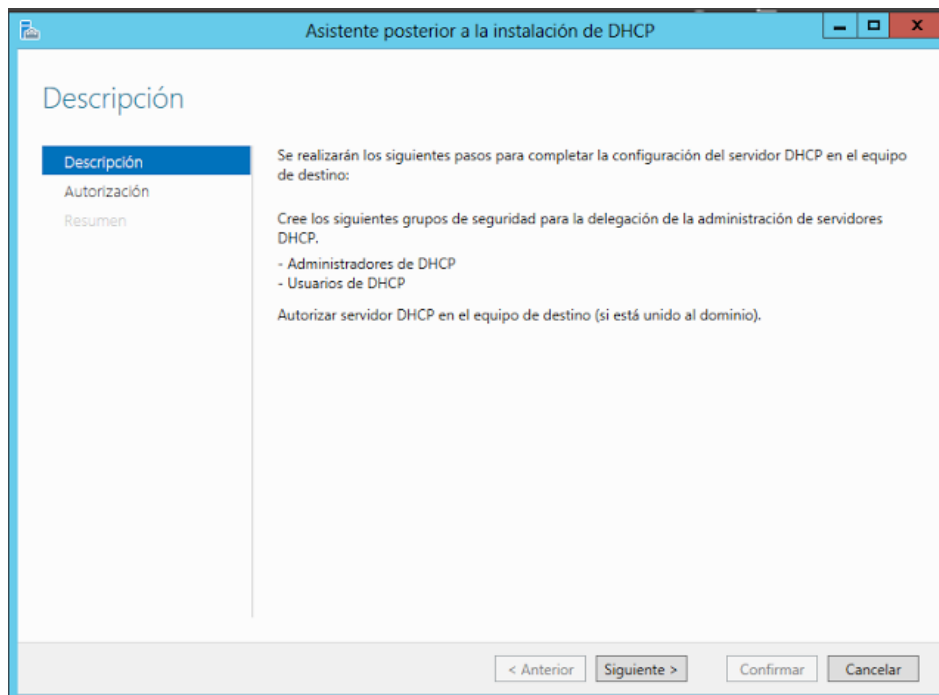 Asistente posterior a la instalación de DHCP
Descripción
Descripción
Autorización
Resumen
Se realizarán los siguientes pasos para completar la configuración del servidor DHCP en el equipo
de destino:
Cree los siguientes grupos de seguridad para la delegación de la administración de servidores
DHCP.
- Administradores de DHCP
- Usuarios de DHCP
Autorizar servidor DHCP en el equipo de destino (si está unido al dominio).
< Anterior
Siguiente >
Confirmar
Cancelar